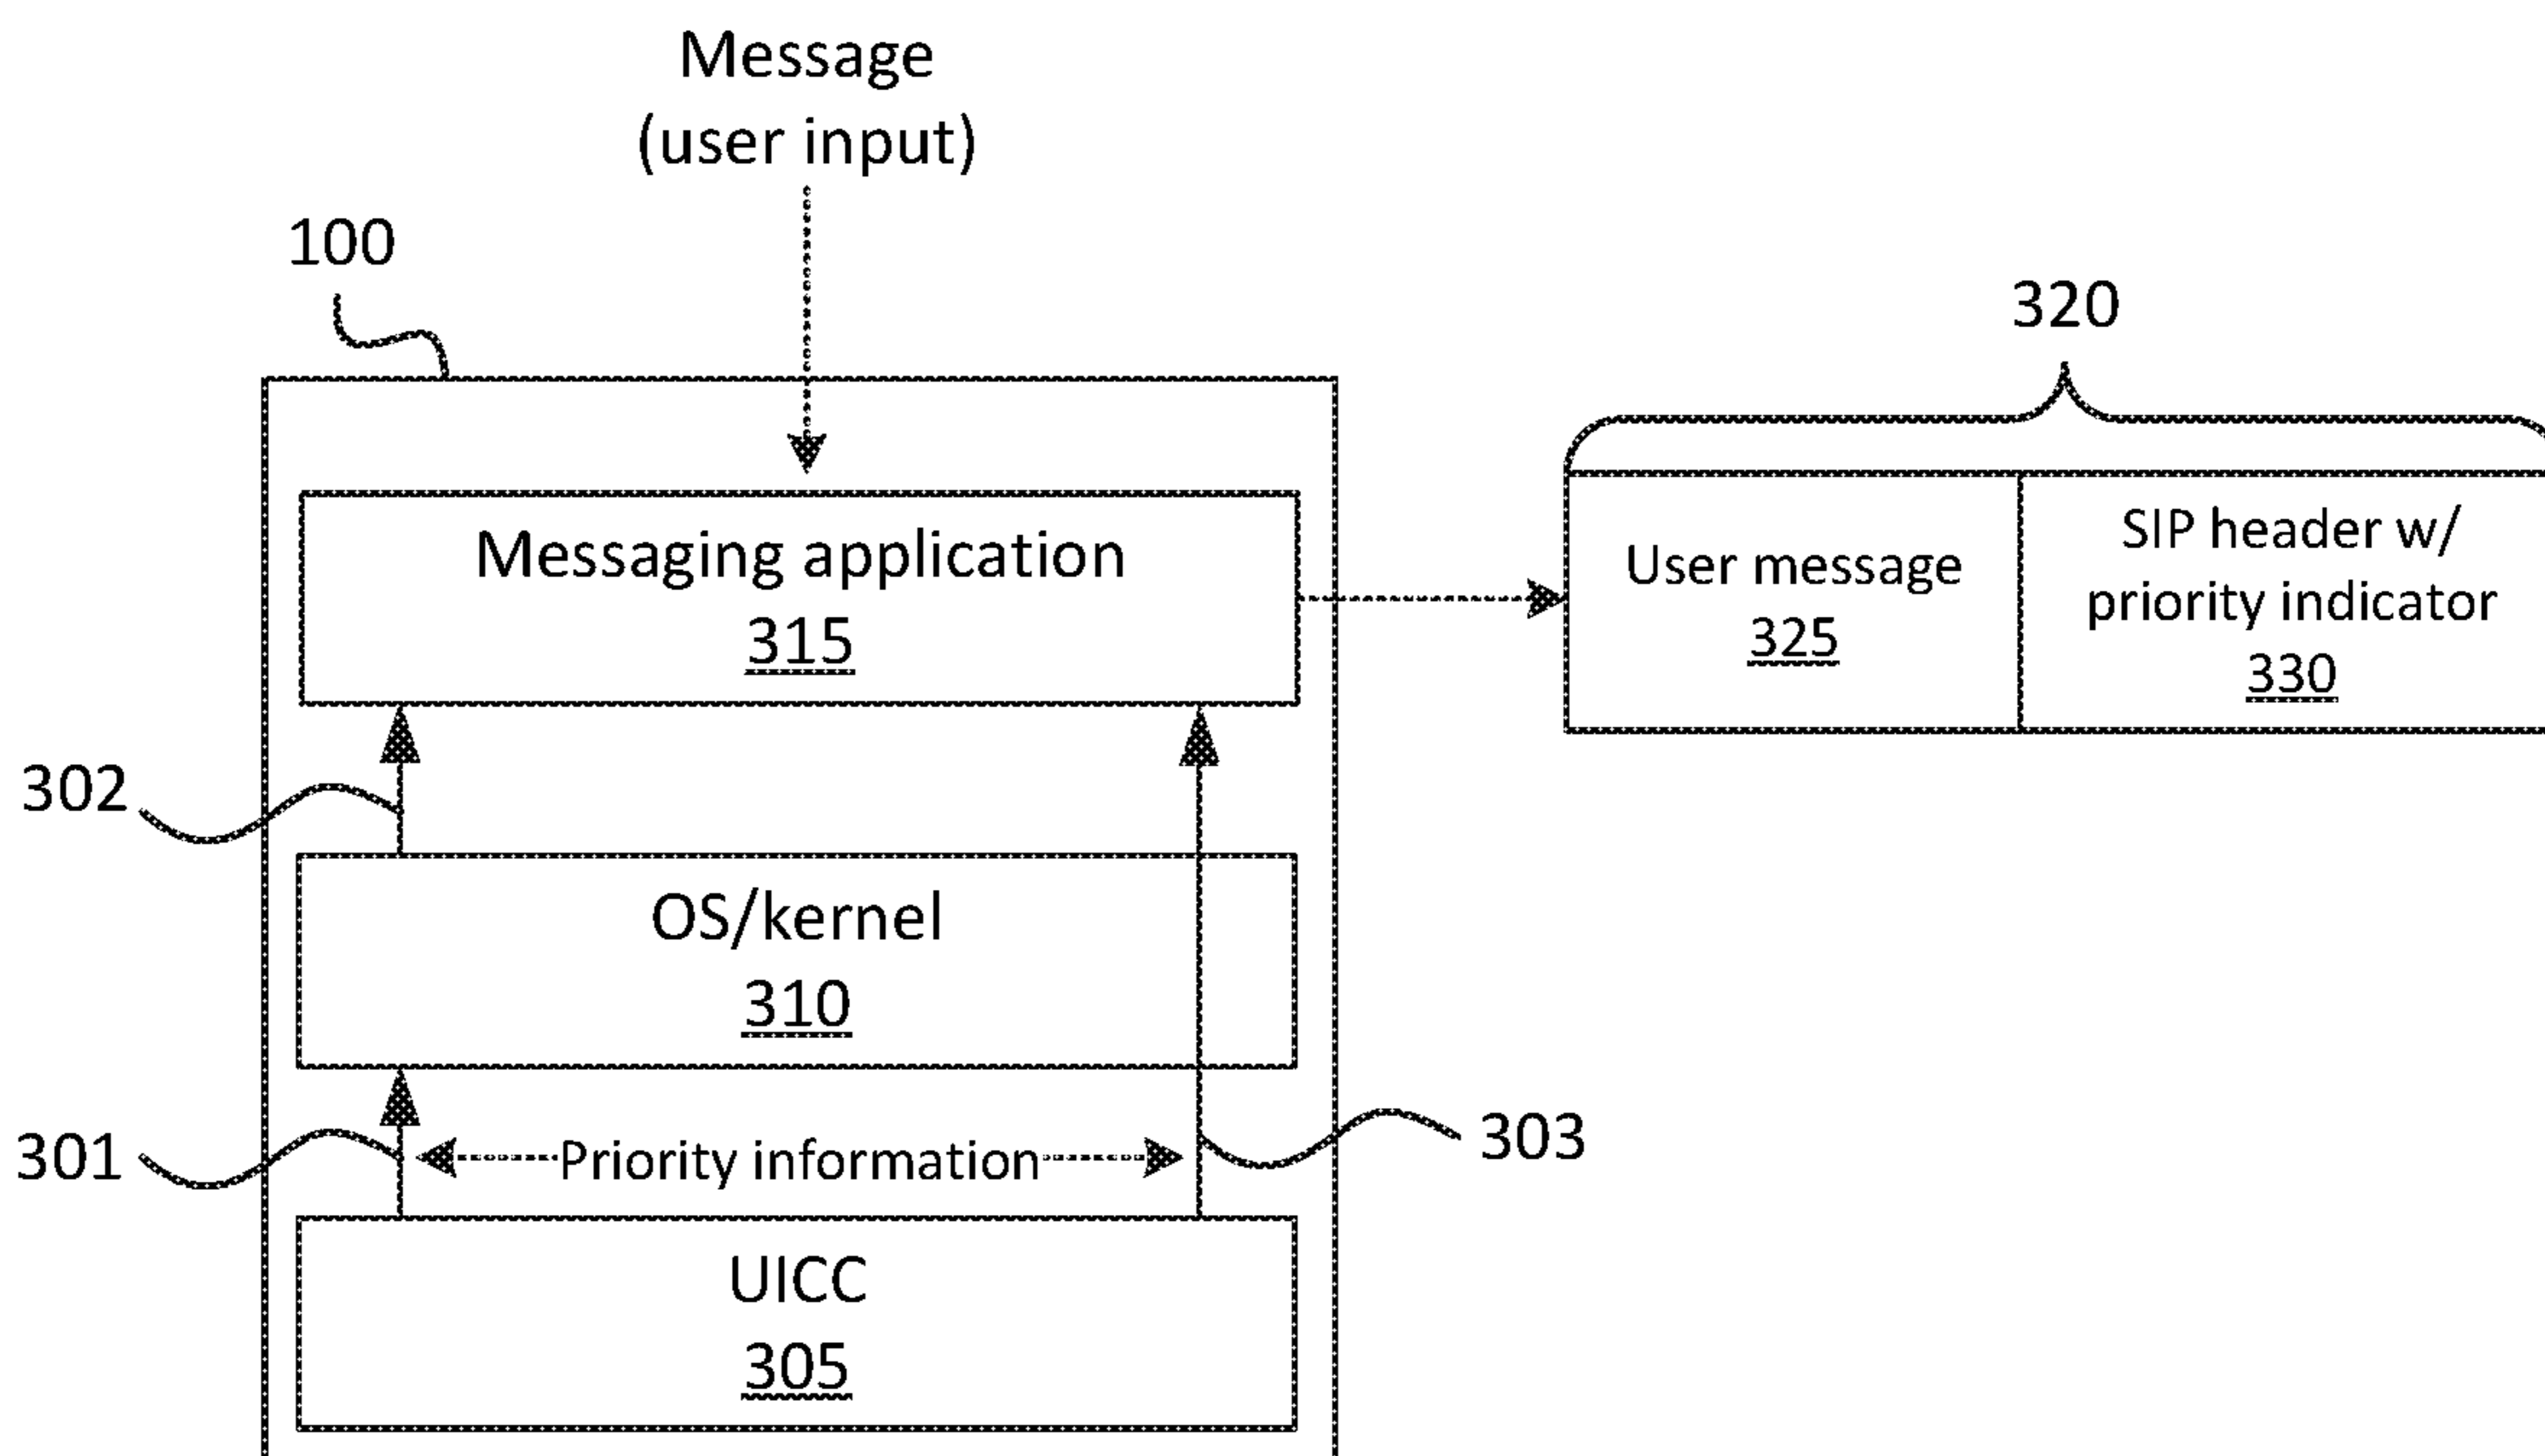 Message
(user input)
100
320
Messaging application
315
User message
325
SIP header w/
priority indicator
330
302
OS/kernel
310
301
Priority information
303
UICC
305